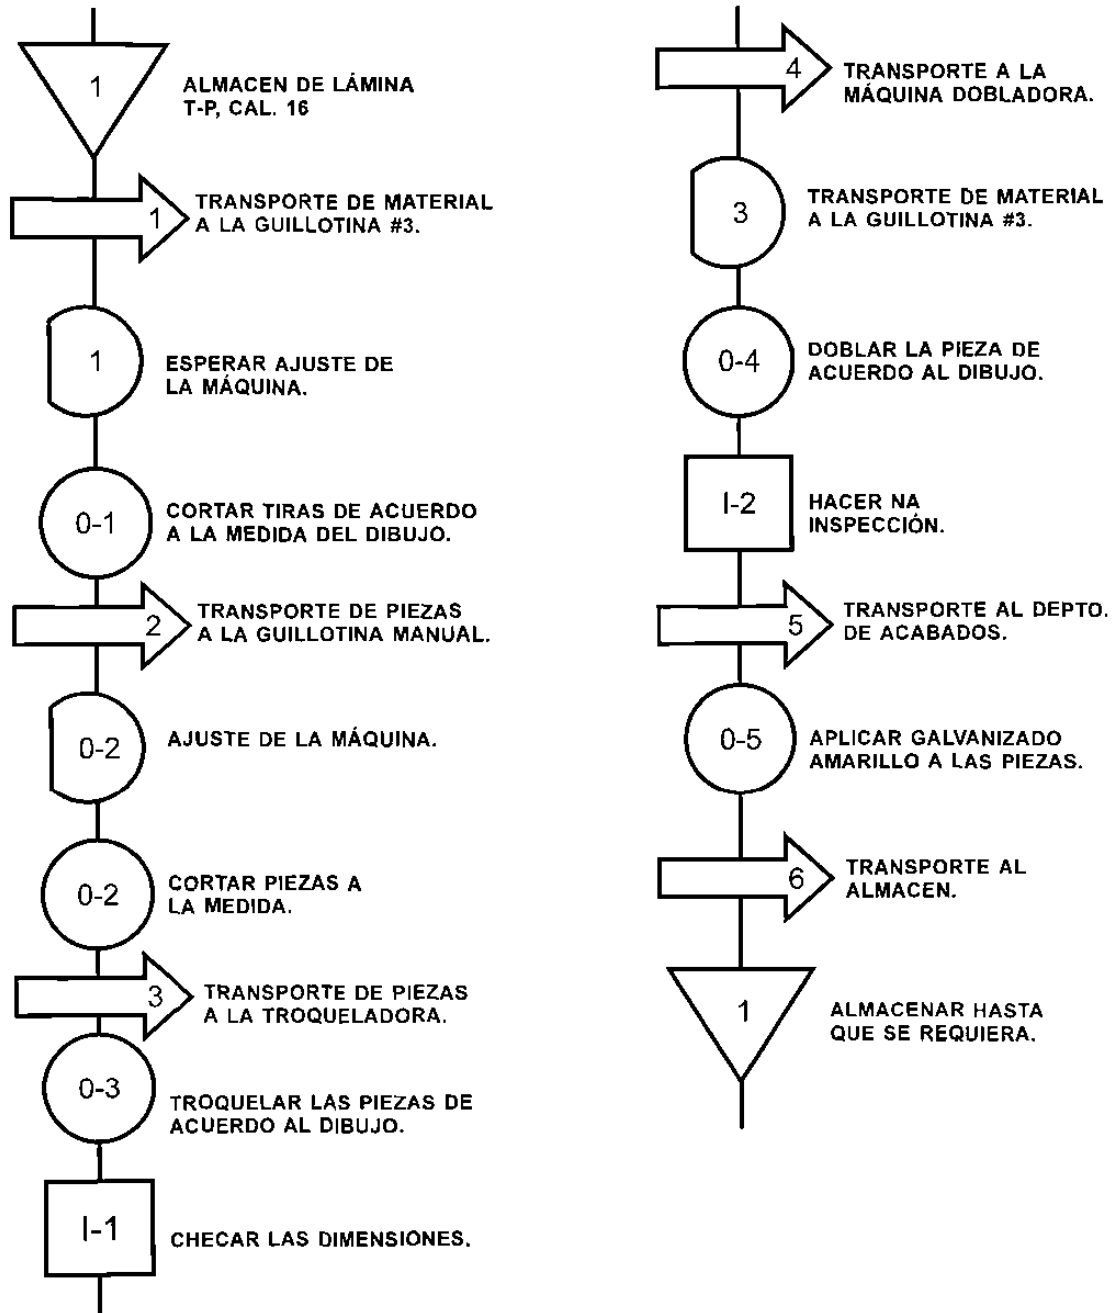 1
ALMACEN DE LÁMINA
T-P, CAL. 16
1
TRANSPORTE DE MATERIAL
A LA GUILLOTINA #3.
1
ESPERAR AJUSTE DE
LA MÁQUINA.
0-1
CORTAR TIRAS DE ACUERDO
A LA MEDIDA DEL DIBUJO.
2
TRANSPORTE DE PIEZAS
A LA GUILLOTINA MANUAL.
0-2
AJUSTE DE LA MÁQUINA.
0-2
CORTAR PIEZAS A
LA MEDIDA.
3
TRANSPORTE DE PIEZAS
A LA TROQUELADORA.
0-3
TROQUELAR LAS PIEZAS DE
ACUERDO AL DIBUJO.
I-1
CHECAR LAS DIMENSIONES.
4
TRANSPORTE A LA
MÁQUINA DOBLADORA.
3
TRANSPORTE DE MATERIAL
A LA GUILLOTINA #3.
0-4
DOBLAR LA PIEZA DE
ACUERDO AL DIBUJO.
I-2
HACER NA
INSPECCIÓN.
5
TRANSPORTE AL DEPTO.
DE ACABADOS.
0-5
APLICAR GALVANIZADO
AMARILLO A LAS PIEZAS.
6
TRANSPORTE AL
ALMACEN.
1
ALMACENAR HASTA
QUE SE REQUIERA.